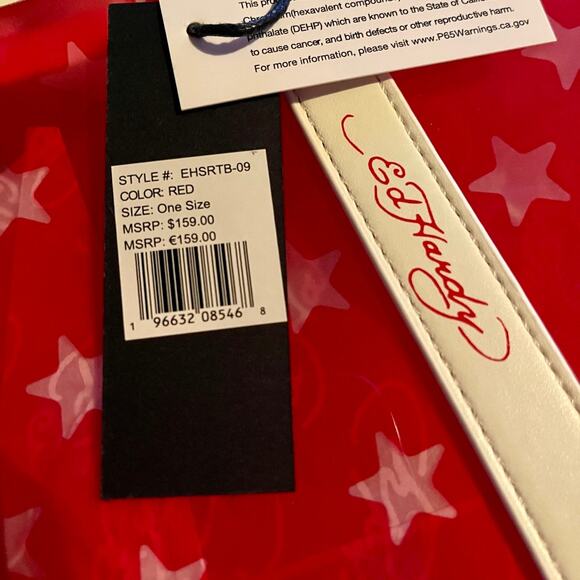 This
Chromium(hexavalent
phthalate (DEHP) which are known to the State of
to cause cancer, and birth defects or other reproductive harm.
For more information, please visit www.P65Warnings.ca.gov
STYLE #: EHSRTB-09
COLOR: RED
SIZE: One Size
MSRP: $159.00
MSRP: €159.00
1 96632 08546 8
Ed Hardy